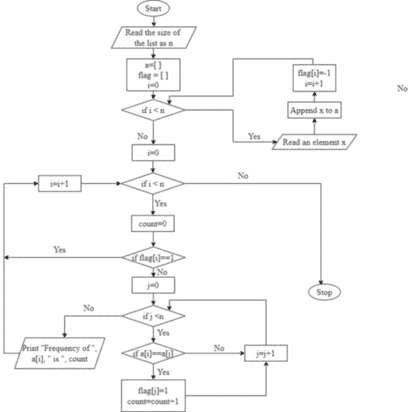 Start
Read the size of
the list as n
a=[ ]
flag = [ ]
i=0
flag[i]=-1
i=i+1
No
if i < n
Append x to a
No
Yes
Read an element x
i=0
i=i+1
if i < n
No
Yes
count=0
Yes
if flag[i]==1
No
j=0
Stop
No
if j <n
Yes
Print "Frequency of ",
a[i], " is ", count
if a[i]==a[j]
No
j=j+1
Yes
flag[j]=1
count=count+1